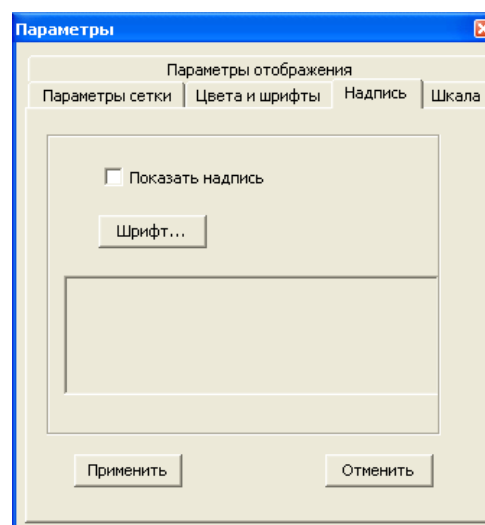 Параметры
Параметры отображения
Параметры сетки Цвета и шрифты Надпись Шкала
Показать надпись
Шрифт...
Применить Отменить